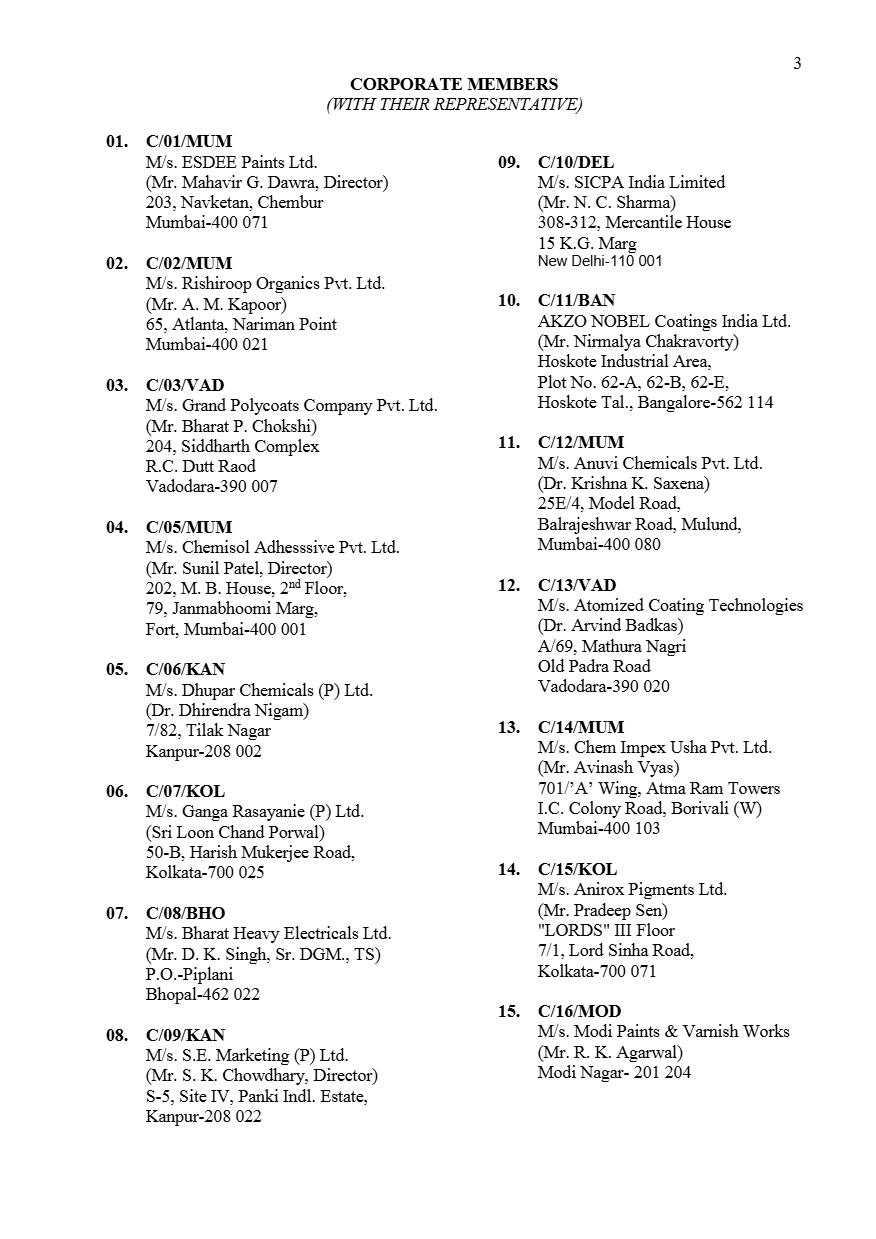 3
CORPORATE MEMBERS
(WITH THEIR REPRESENTATIVE)
01. C/01/MUM
M/s. ESDEE Paints Ltd.
(Mr. Mahavir G. Dawra, Director)
203, Navketan, Chembur
Mumbai-400 071
02. C/02/MUM
M/s. Rishiroop Organics Pvt. Ltd.
(Mr. A. M. Kapoor)
65, Atlanta, Nariman Point
Mumbai-400 021
03. C/03/VAD
M/s. Grand Polycoats Company Pvt. Ltd.
(Mr. Bharat P. Chokshi)
204, Siddharth Complex
R.C. Dutt Raod
Vadodara-390 007
04. C/05/MUM
M/s. Chemisol Adhesssive Pvt. Ltd.
(Mr. Sunil Patel, Director)
202, M. B. House, 2nd Floor,
79, Janmabhoomi Marg,
Fort, Mumbai-400 001
05. C/06/KAN
M/s. Dhupar Chemicals (P) Ltd.
(Dr. Dhirendra Nigam)
7/82, Tilak Nagar
Kanpur-208 002
06. C/07/KOL
M/s. Ganga Rasayanie (P) Ltd.
(Sri Loon Chand Porwal)
50-B, Harish Mukerjee Road,
Kolkata-700 025
07. C/08/BHO
M/s. Bharat Heavy Electricals Ltd.
(Mr. D. K. Singh, Sr. DGM., TS)
P.O.-Piplani
Bhopal-462 022
08. C/09/KAN
M/s. S.E. Marketing (P) Ltd.
(Mr. S. K. Chowdhary, Director)
S-5, Site IV, Panki Indl. Estate,
Kanpur-208 022
09. C/10/DEL
M/s. SICPA India Limited
(Mr. N. C. Sharma)
308-312, Mercantile House
15 K.G. Marg
New Delhi-110 001
10. C/11/BAN
AKZO NOBEL Coatings India Ltd.
(Mr. Nirmalya Chakravorty)
Hoskote Industrial Area,
Plot No. 62-A, 62-B, 62-E,
Hoskote Tal., Bangalore-562 114
11. C/12/MUM
M/s. Anuvi Chemicals Pvt. Ltd.
(Dr. Krishna K. Saxena)
25E/4, Model Road,
Balrajeshwar Road, Mulund,
Mumbai-400 080
12. C/13/VAD
M/s. Atomized Coating Technologies
(Dr. Arvind Badkas)
A/69, Mathura Nagri
Old Padra Road
Vadodara-390 020
13. C/14/MUM
M/s. Chem Impex Usha Pvt. Ltd.
(Mr. Avinash Vyas)
701/’A’ Wing, Atma Ram Towers
I.C. Colony Road, Borivali (W)
Mumbai-400 103
14. C/15/KOL
M/s. Anirox Pigments Ltd.
(Mr. Pradeep Sen)
"LORDS" III Floor
7/1, Lord Sinha Road,
Kolkata-700 071
15. C/16/MOD
M/s. Modi Paints & Varnish Works
(Mr. R. K. Agarwal)
Modi Nagar- 201 204